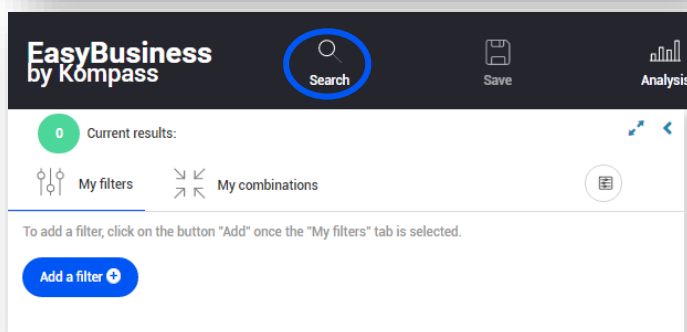 EasyBusiness
by Kompass
Search
Save
Analysis
0 Current results:
My filters
My combinations
To add a filter, click on the button "Add" once the "My filters" tab is selected.
Add a filter